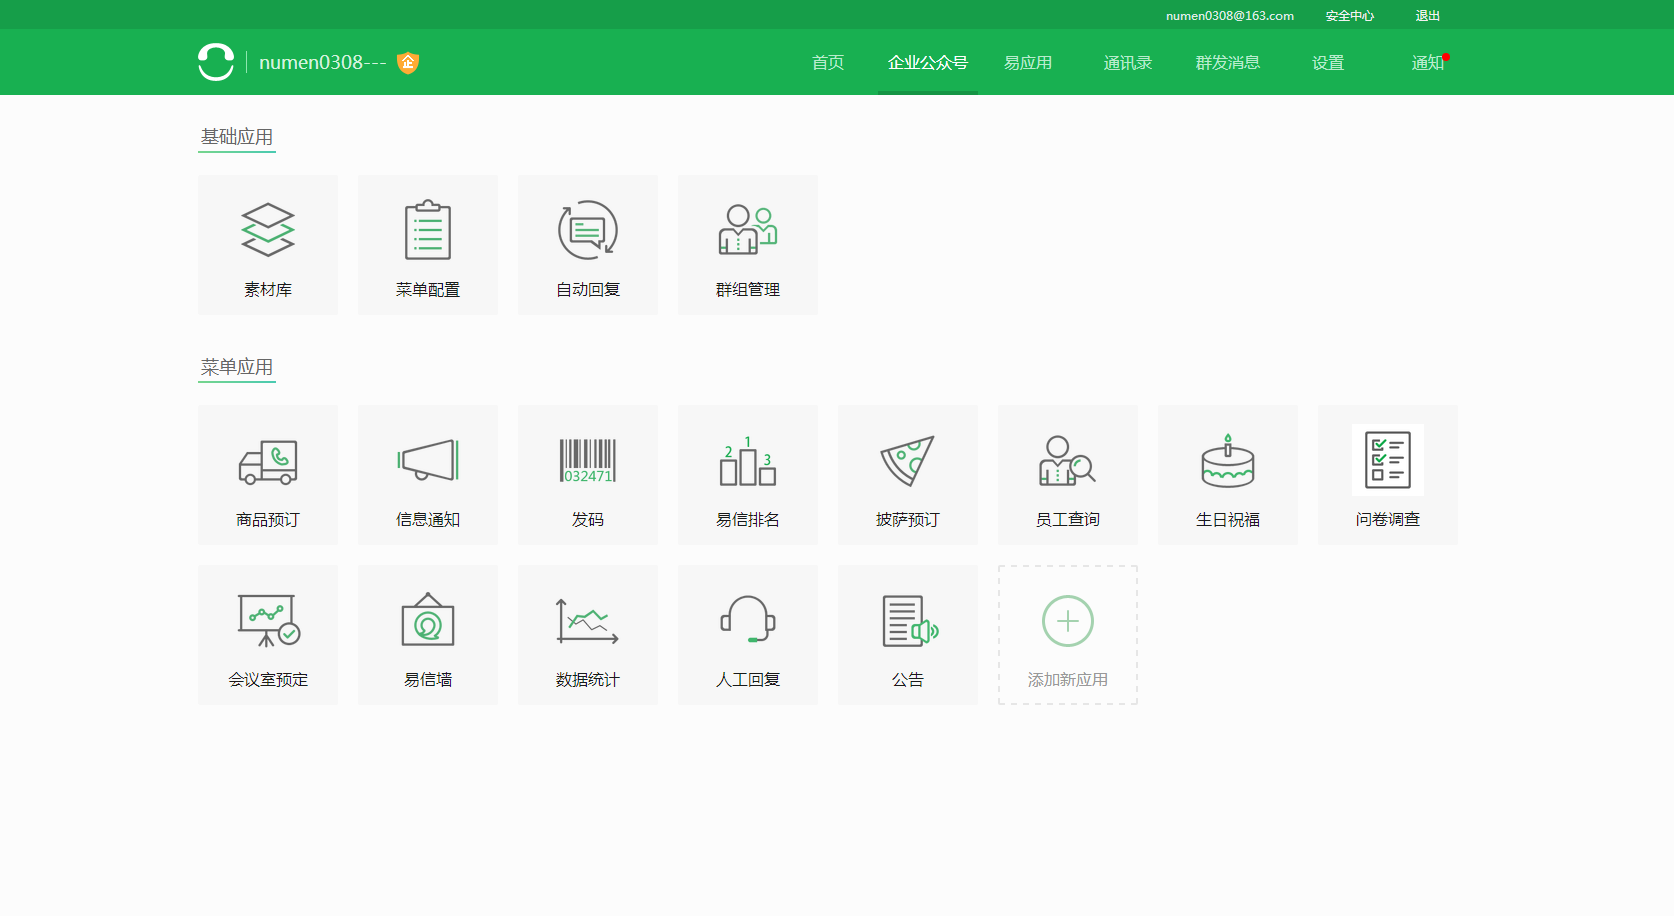 numen0308@163.com 安全中心 退出
numen0308--- 企 首页 企业公众号 易应用 通讯录 群发消息 设置 通知
基础应用
素材库 菜单配置 自动回复 群组管理
菜单应用
032471
2 1 3
商品预订 信息通知 发码 易信排名 披萨预订 员工查询 生日祝福 问卷调查
会议室预定 易信墙 数据统计 人工回复 公告 添加新应用